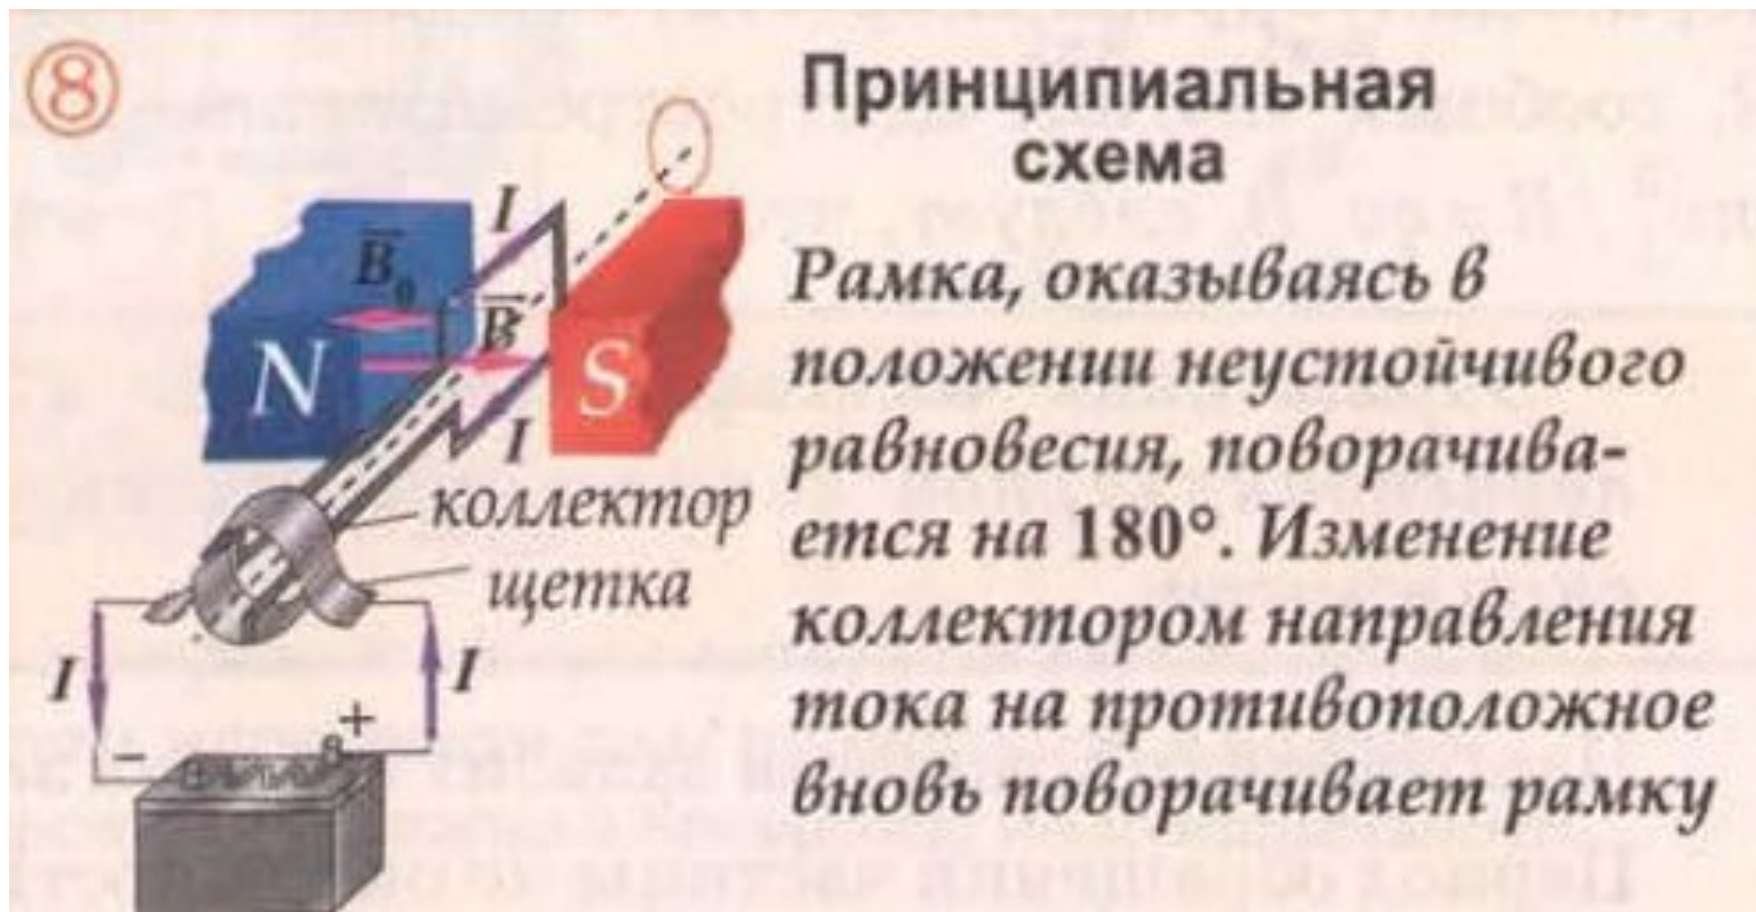 8
Принципиальная
схема
I
B₀
B
N
S
I
коллектор
щетка
I
I
+
−
Рамка, оказываясь в
положении неустойчивого
равновесия, поворачива-
ется на 180°. Изменение
коллектором направления
тока на противоположное
вновь поворачивает рамку